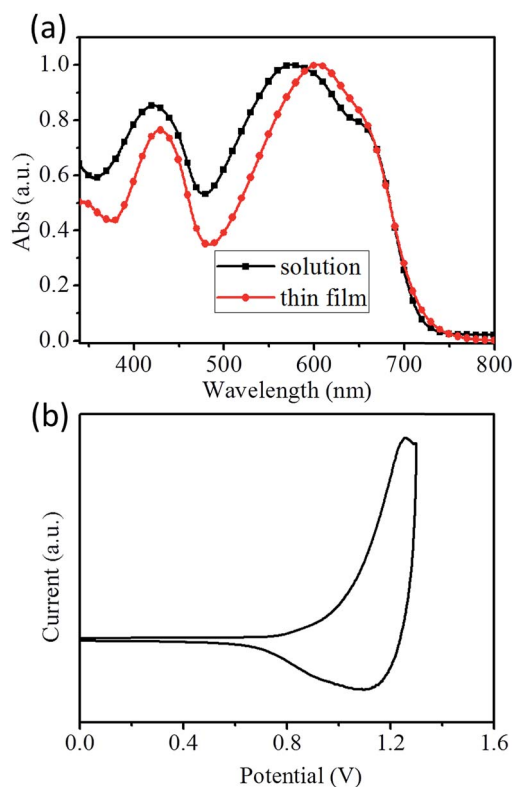 (a)
1.0
0.8
0.6
0.4
0.2
0.0
Abs (a.u.)
solution
thin film
400 500 600 700 800
Wavelength (nm)
(b)
Current (a.u.)
0.0 0.4 0.8 1.2 1.6
Potential (V)